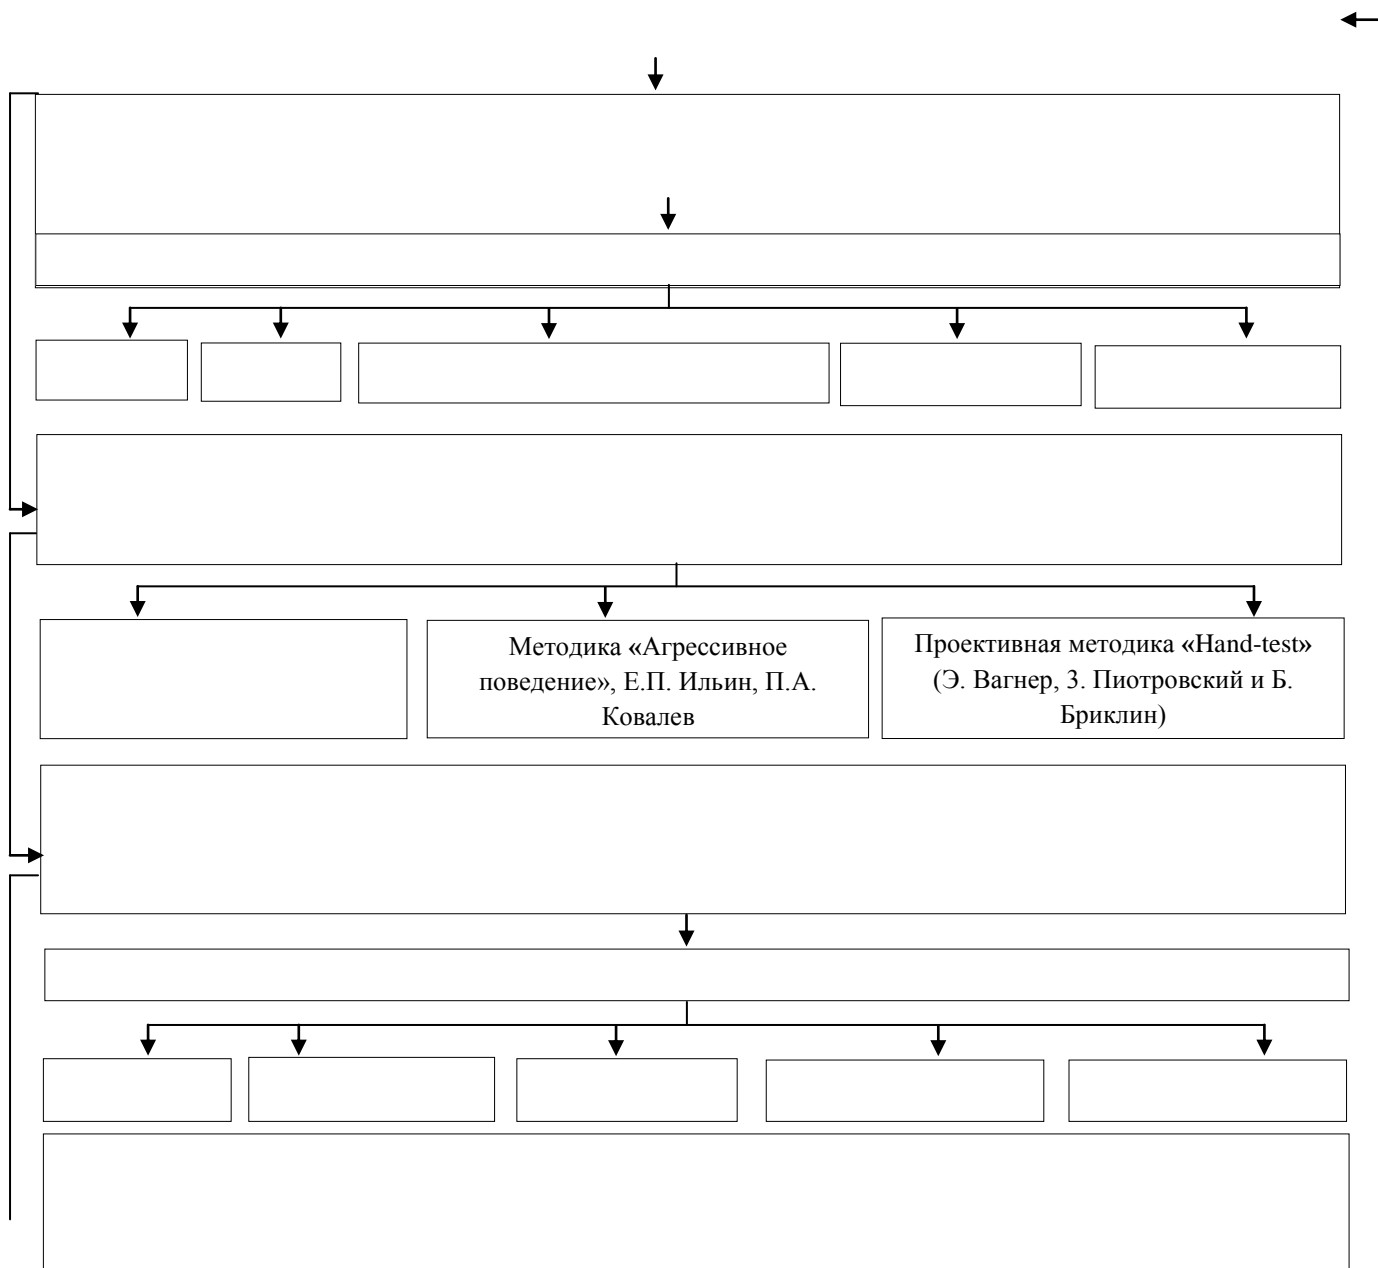 Методика «Агрессивное
поведение», Е.П. Ильин, П.А.
Ковалев
Проективная методика «Hand-test»
(Э. Вагнер, З. Пиотровский и Б.
Бриклин)